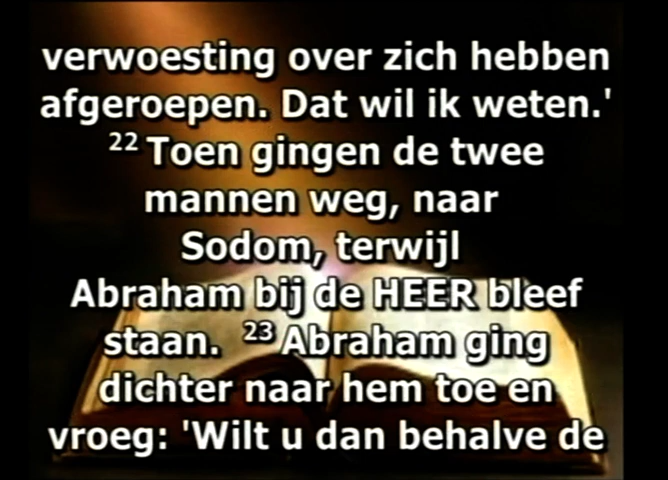 verwoesting over zich hebben
afgeroepen. Dat wil ik weten.'
22 Toen gingen de twee
mannen weg, naar
Sodom, terwijl
Abraham bij de HEER bleef
staan. 23 Abraham ging
dichter naar hem toe en
vroeg: 'Wilt u dan behalve de